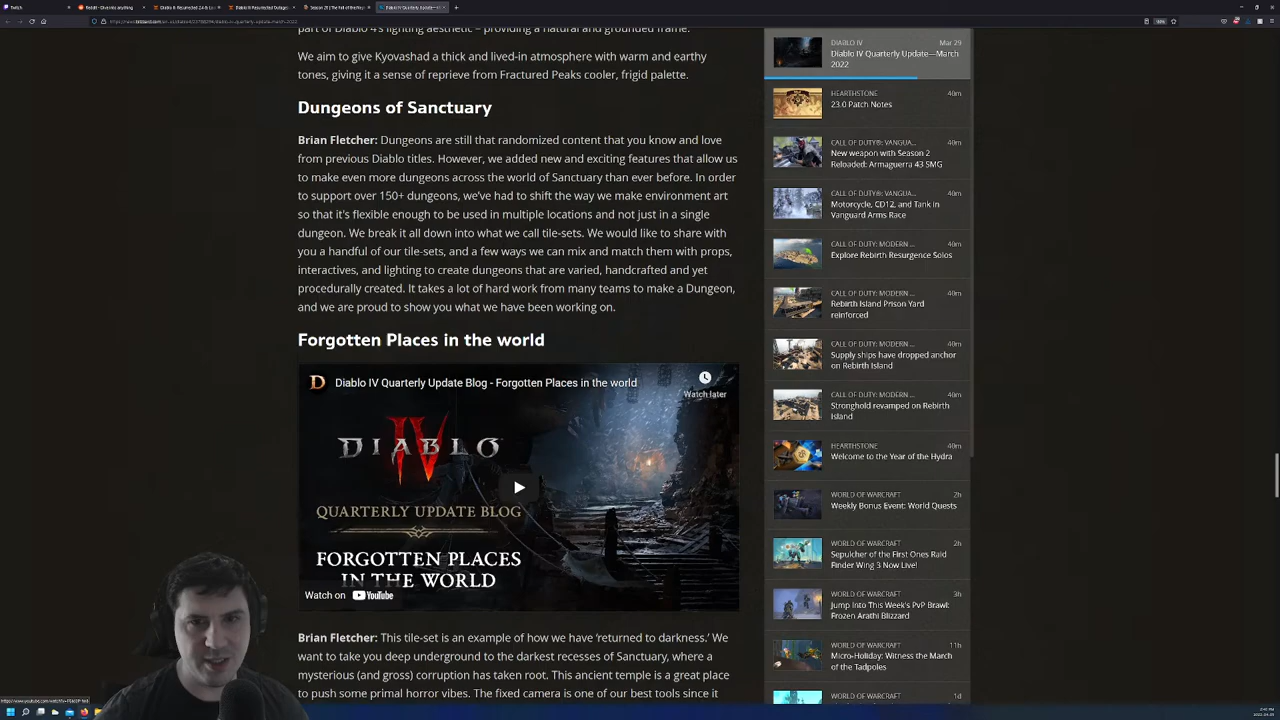 Twitch
Reddit - Dive into anything
Diablo IV Quarterly Update
part of Diablo 4's lighting aesthetic – providing a natural and grounded frame.
We aim to give Kyovashad a thick and lived-in atmosphere with warm and earthy
tones, giving it a sense of reprieve from Fractured Peaks cooler, frigid palette.
Dungeons of Sanctuary
Brian Fletcher: Dungeons are still that randomized content that you know and love
from previous Diablo titles. However, we added new and exciting features that allow us
to make even more dungeons across the world of Sanctuary than ever before. In order
to support over 150+ dungeons, we've had to shift the way we make environment art
so that it's flexible enough to be used in multiple locations and not just in a single
dungeon. We break it all down into what we call tile-sets. We would like to share with
you a handful of our tile-sets, and a few ways we can mix and match them with props,
interactives, and lighting to create dungeons that are varied, handcrafted and yet
procedurally created. It takes a lot of hard work from many teams to make a Dungeon,
and we are proud to show you what we have been working on.
Forgotten Places in the world
Diablo IV Quarterly Update Blog - Forgotten Places in the world
Watch later
DIABLO IV
QUARTERLY UPDATE BLOG
FORGOTTEN PLACES
IN THE WORLD
Watch on YouTube
Brian Fletcher: This tile-set is an example of how we have 'returned to darkness.' We
want to take you deep underground to the darkest recesses of Sanctuary, where a
mysterious (and gross) corruption has taken root. This ancient temple is a great place
to push some primal horror vibes. The fixed camera is one of our best tools since it
DIABLO IV Mar 29
Diablo IV Quarterly Update—March
2022
HEARTHSTONE 40m
23.0 Patch Notes
CALL OF DUTY®: VANGUA... 40m
New weapon with Season 2
Reloaded: Armaguerra 43 SMG
CALL OF DUTY®: VANGUA... 40m
Motorcycle, CD12, and Tank in
Vanguard Arms Race
CALL OF DUTY: MODERN ... 40m
Explore Rebirth Resurgence Solos
CALL OF DUTY: MODERN ... 40m
Rebirth Island Prison Yard
reinforced
CALL OF DUTY: MODERN ... 40m
Supply ships have dropped anchor
on Rebirth Island
CALL OF DUTY: MODERN ... 40m
Stronghold revamped on Rebirth
Island
HEARTHSTONE 40m
Welcome to the Year of the Hydra
WORLD OF WARCRAFT 2h
Weekly Bonus Event: World Quests
WORLD OF WARCRAFT 2h
Sepulcher of the First Ones Raid
Finder Wing 3 Now Live!
WORLD OF WARCRAFT 3h
Jump Into This Week's PvP Brawl:
Frozen Arathi Blizzard
WORLD OF WARCRAFT 11h
Micro-Holiday: Witness the March
of the Tadpoles
WORLD OF WARCRAFT 1d